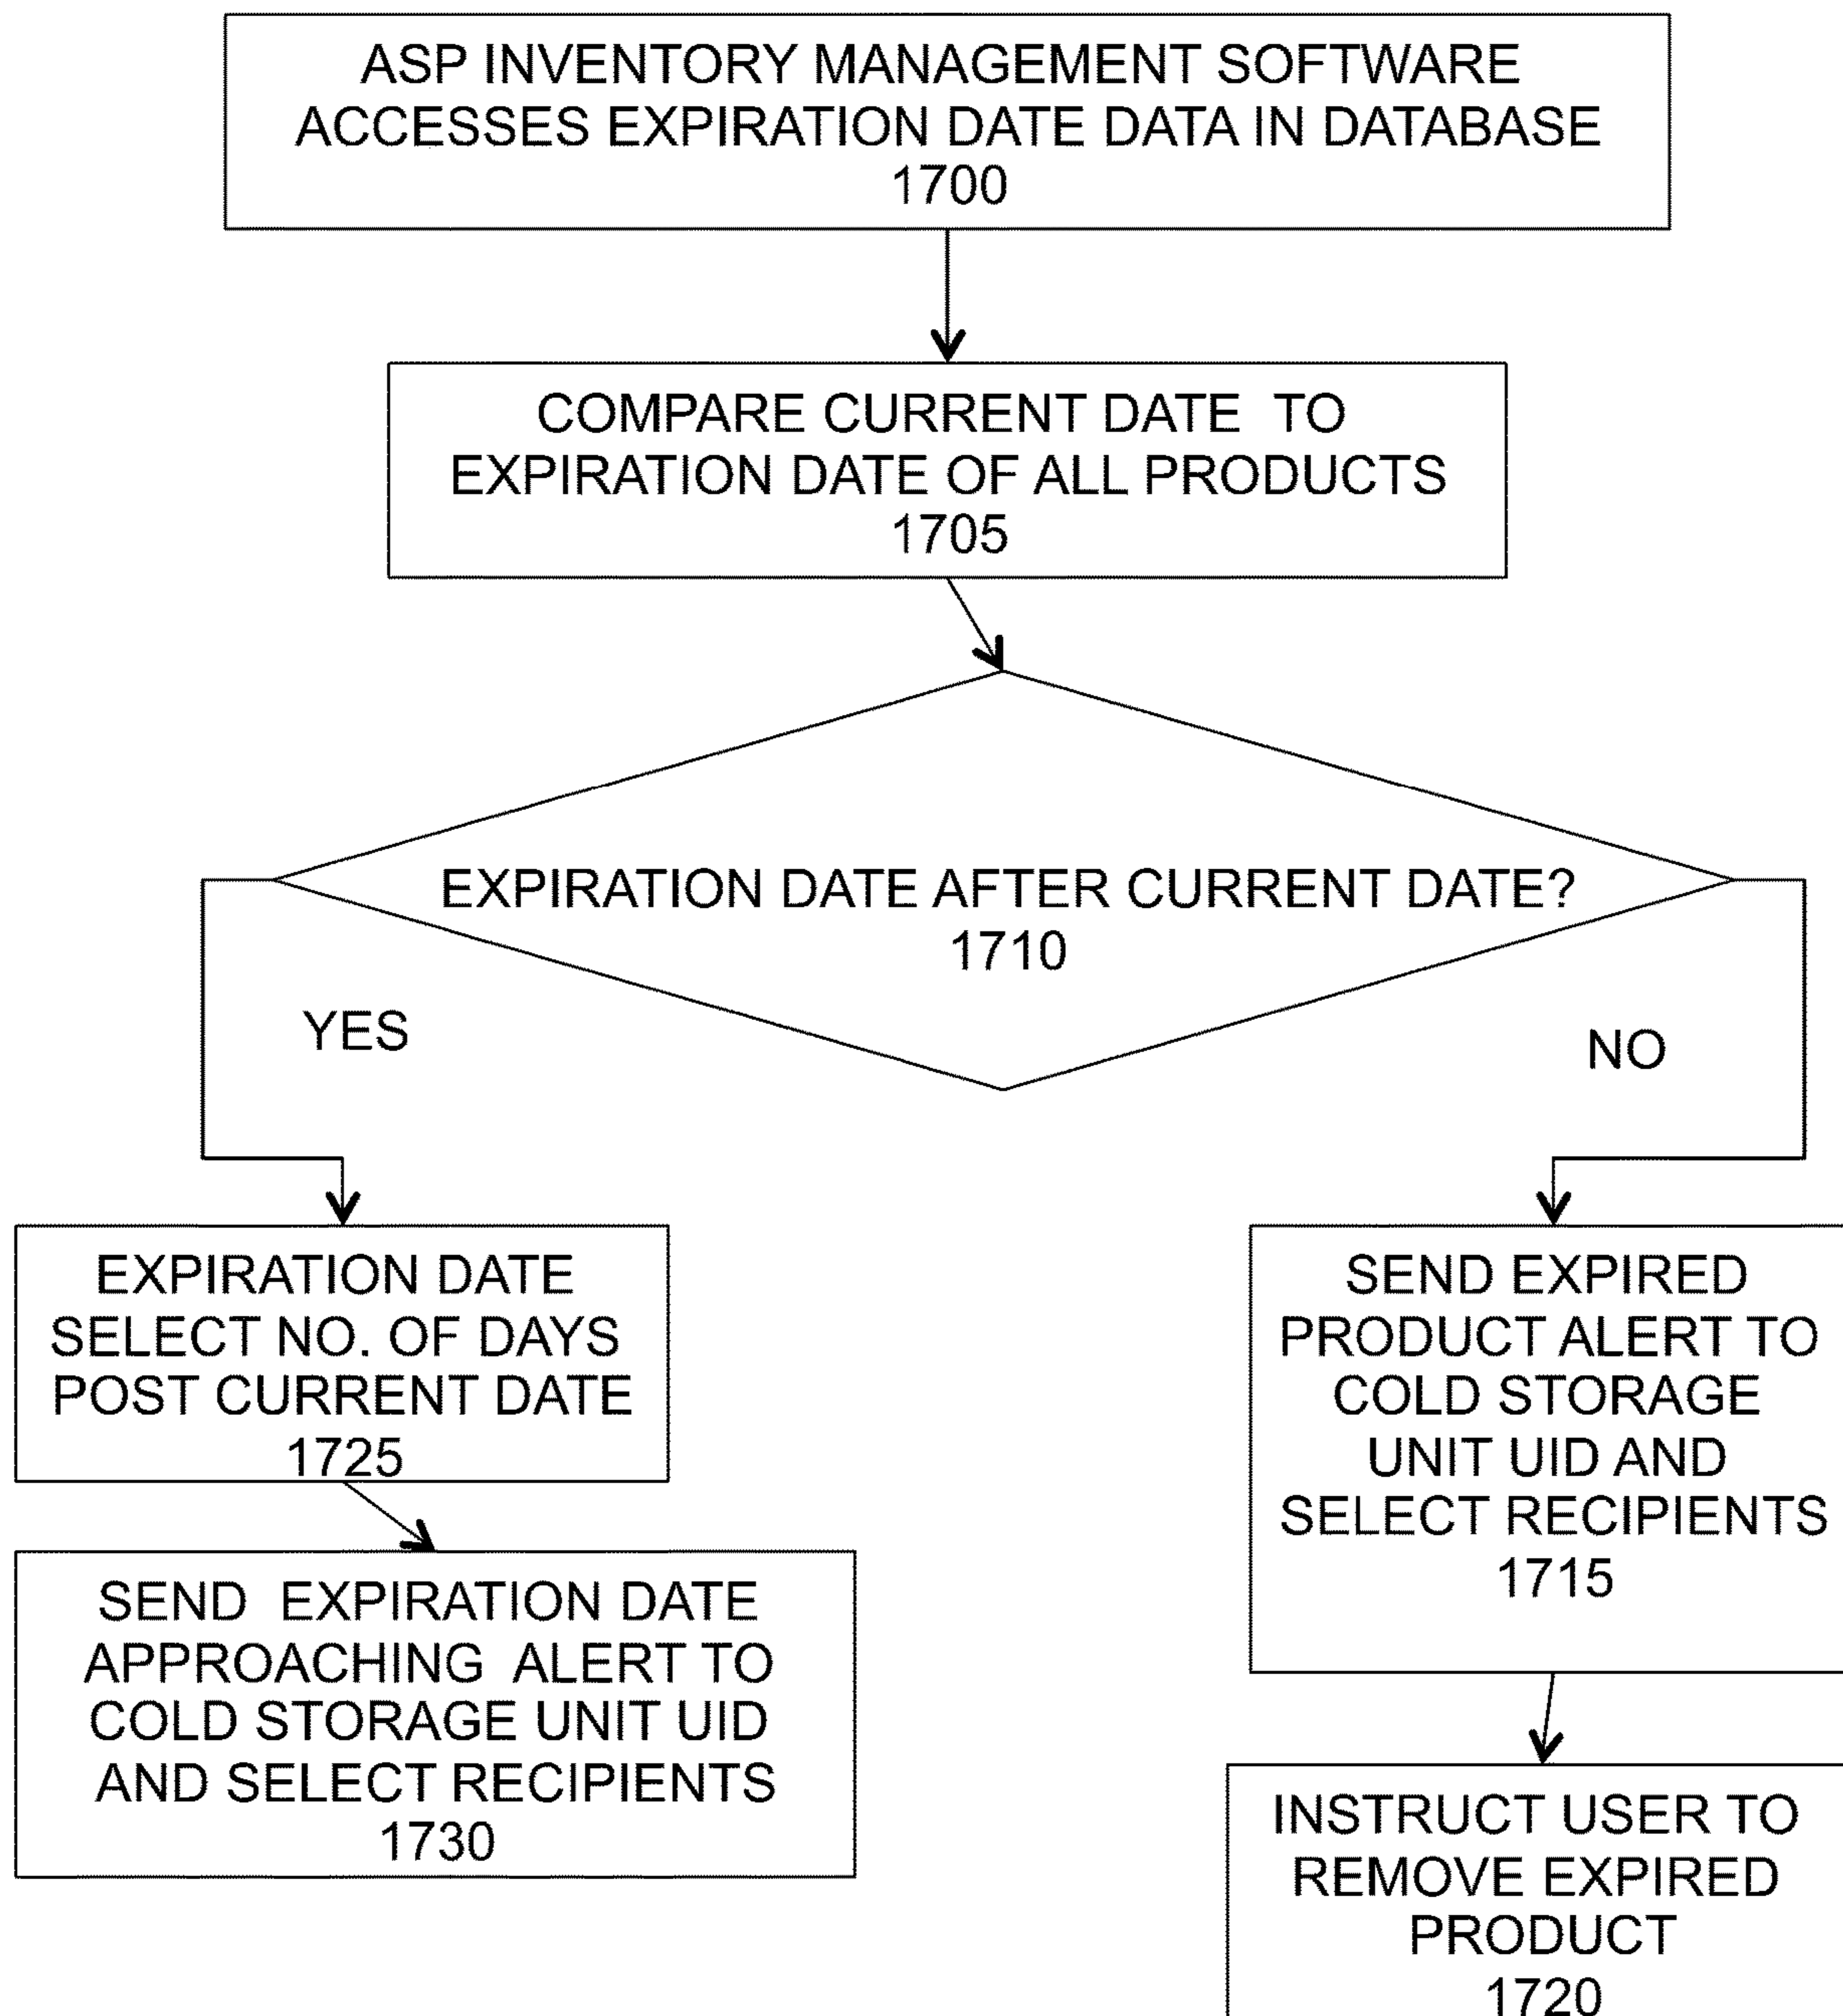 ASP INVENTORY MANAGEMENT SOFTWARE
ACCESSES EXPIRATION DATE DATA IN DATABASE
1700
COMPARE CURRENT DATE TO
EXPIRATION DATE OF ALL PRODUCTS
1705
EXPIRATION DATE AFTER CURRENT DATE?
1710
YES
NO
EXPIRATION DATE
SELECT NO. OF DAYS
POST CURRENT DATE
1725
SEND EXPIRATION DATE
APPROACHING ALERT TO
COLD STORAGE UNIT UID
AND SELECT RECIPIENTS
1730
SEND EXPIRED
PRODUCT ALERT TO
COLD STORAGE
UNIT UID AND
SELECT RECIPIENTS
1715
INSTRUCT USER TO
REMOVE EXPIRED
PRODUCT
1720